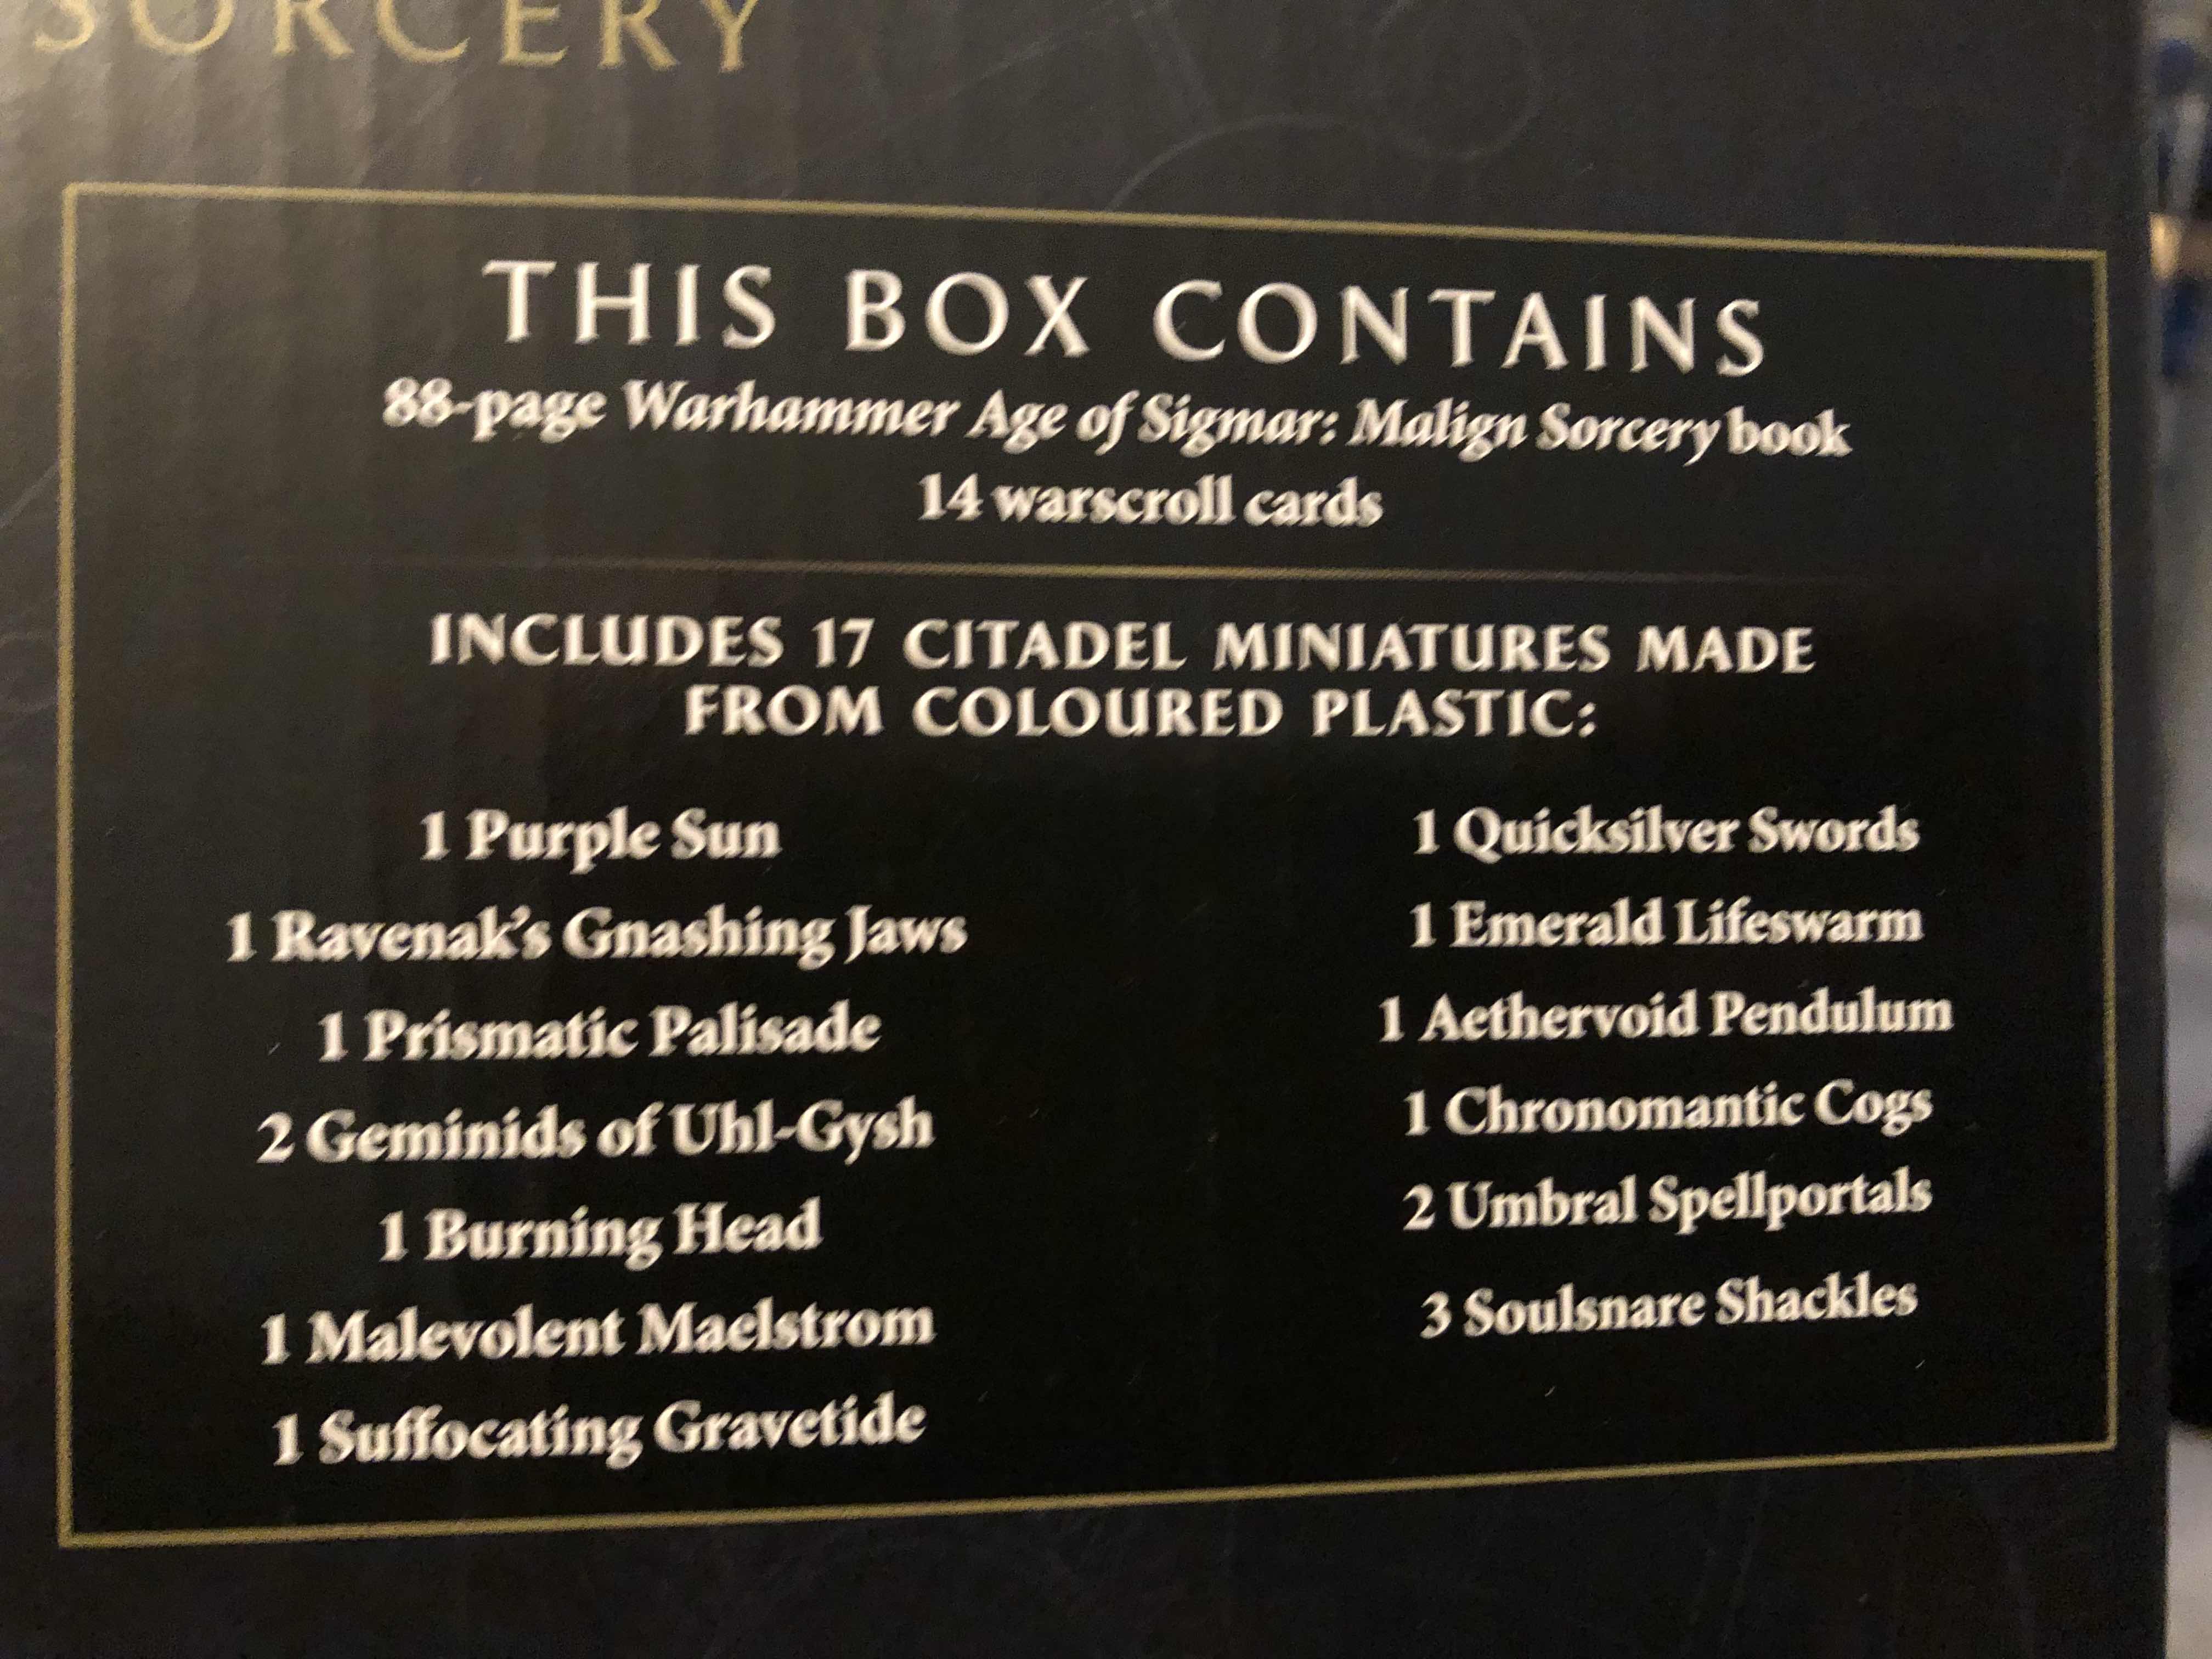 SORCERY
THIS BOX CONTAINS
88-page Warhammer Age of Sigmar: Malign Sorcery book
14 warscroll cards
INCLUDES 17 CITADEL MINIATURES MADE
FROM COLOURED PLASTIC:
1 Purple Sun
1 Ravenak's Gnashing Jaws
1 Prismatic Palisade
2 Geminids of Uhl-Gysh
1 Burning Head
1 Malevolent Maelstrom
1 Suffocating Gravetide
1 Quicksilver Swords
1 Emerald Lifeswarm
1 Aethervoid Pendulum
1 Chronomantic Cogs
2 Umbral Spellportals
3 Soulsnare Shackles